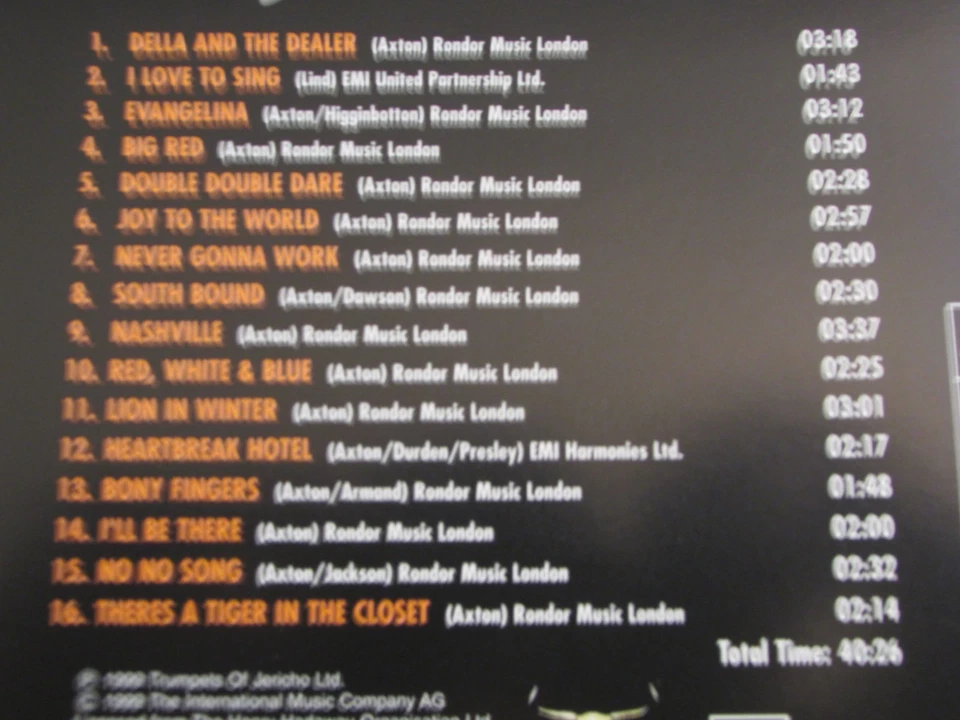 1. DELLA AND THE DEALER (Axton) Rondor Music London 03:18
2. I LOVE TO SING (Lind) EMI United Partnership Ltd. 01:43
3. EVANGELINA (Axton/Higginbotton) Rondor Music London 03:12
4. BIG RED (Axton) Rondor Music London 01:50
5. DOUBLE DOUBLE DARE (Axton) Rondor Music London 02:28
6. JOY TO THE WORLD (Axton) Rondor Music London 02:57
7. NEVER GONNA WORK (Axton) Rondor Music London 02:00
8. SOUTH BOUND (Axton/Dawson) Rondor Music London 02:30
9. NASHVILLE (Axton) Rondor Music London 03:37
10. RED, WHITE & BLUE (Axton) Rondor Music London 02:25
11. LION IN WINTER (Axton) Rondor Music London 03:01
12. HEARTBREAK HOTEL (Axton/Durden/Presley) EMI Harmonies Ltd. 02:17
13. BONY FINGERS (Axton/Armand) Rondor Music London 01:48
14. I'LL BE THERE (Axton) Rondor Music London 02:00
15. NO NO SONG (Axton/Jackson) Rondor Music London 02:32
16. THERES A TIGER IN THE CLOSET (Axton) Rondor Music London 02:14
Total Time: 40:26
℗ 1999 Trumpets Of Jericho Ltd.
© 1999 The International Music Company AG